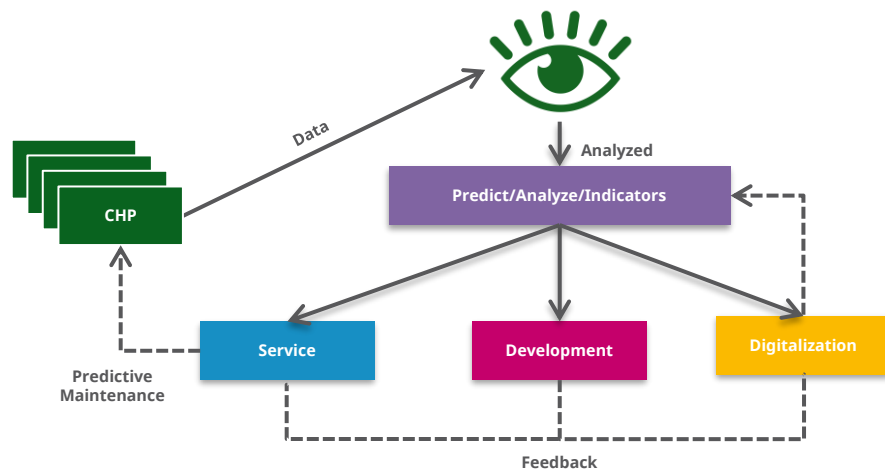 Data
Analyzed
Predict/Analyze/Indicators
CHP
Service
Development
Digitalization
Predictive
Maintenance
Feedback